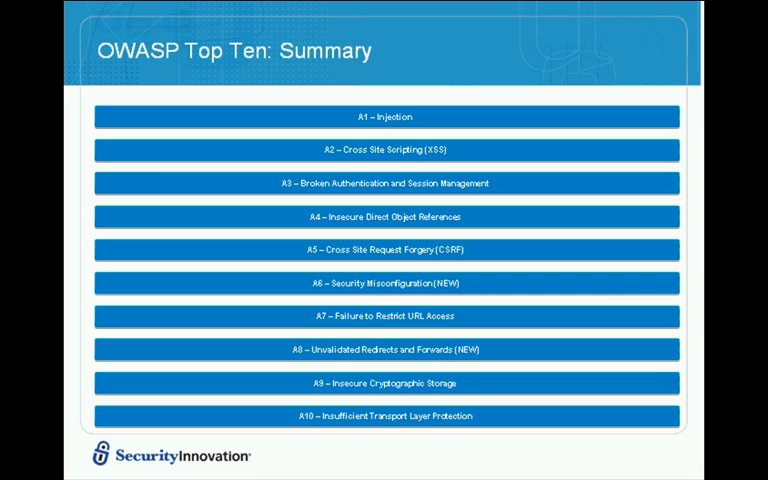 OWASP Top Ten: Summary
A1 – Injection
A2 – Cross Site Scripting (XSS)
A3 – Broken Authentication and Session Management
A4 – Insecure Direct Object References
A5 – Cross Site Request Forgery (CSRF)
A6 – Security Misconfiguration (NEW)
A7 – Failure to Restrict URL Access
A8 – Unvalidated Redirects and Forwards (NEW)
A9 – Insecure Cryptographic Storage
A10 – Insufficient Transport Layer Protection
SecurityInnovation